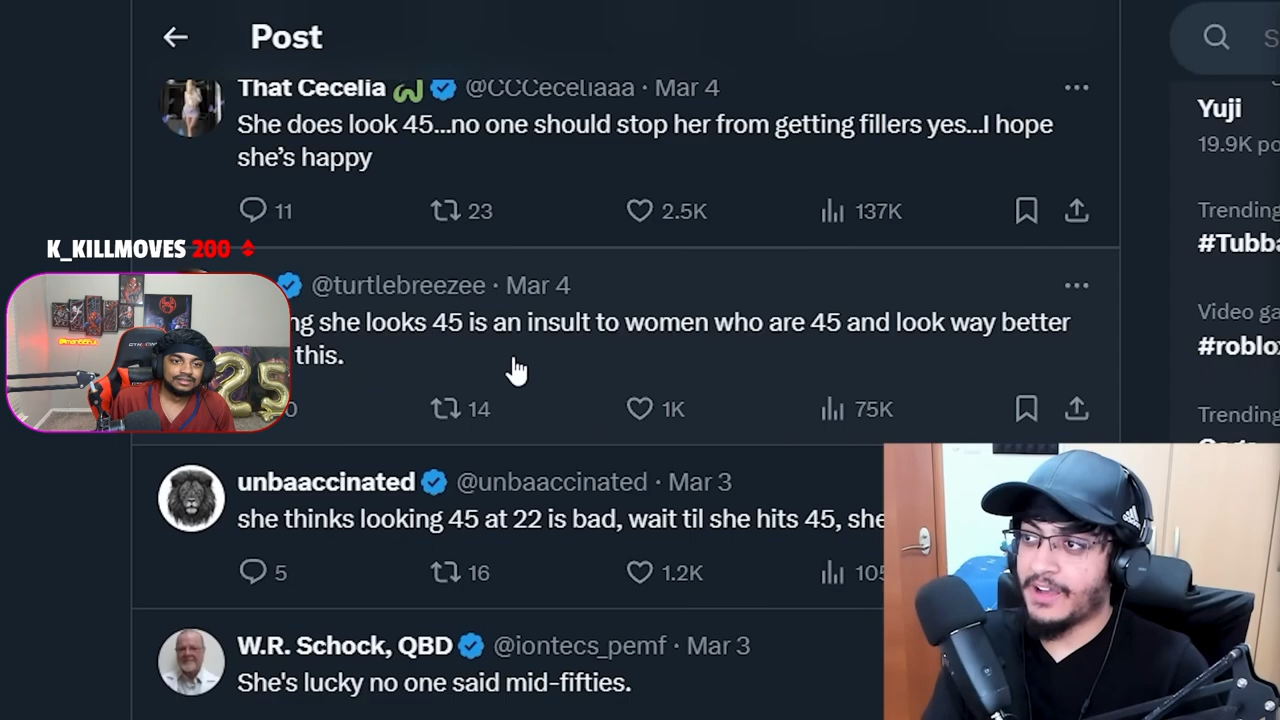 Post
That Cecelia @CCCeceliaaa · Mar 4
She does look 45...no one should stop her from getting fillers yes...I hope
she's happy
11 23 2.5K 137K
K_KILLMOVES 200
@turtlebreezee · Mar 4
ng she looks 45 is an insult to women who are 45 and look way better
this.
0 14 1K 75K
unbaaccinated @unbaaccinated · Mar 3
she thinks looking 45 at 22 is bad, wait til she hits 45, she
5 16 1.2K 105
W.R. Schock, QBD @iontecs_pemf · Mar 3
She's lucky no one said mid-fifties.
S
Yuji
19.9K po
Trending
#Tubba
Video ga
#roblox
Trending
25